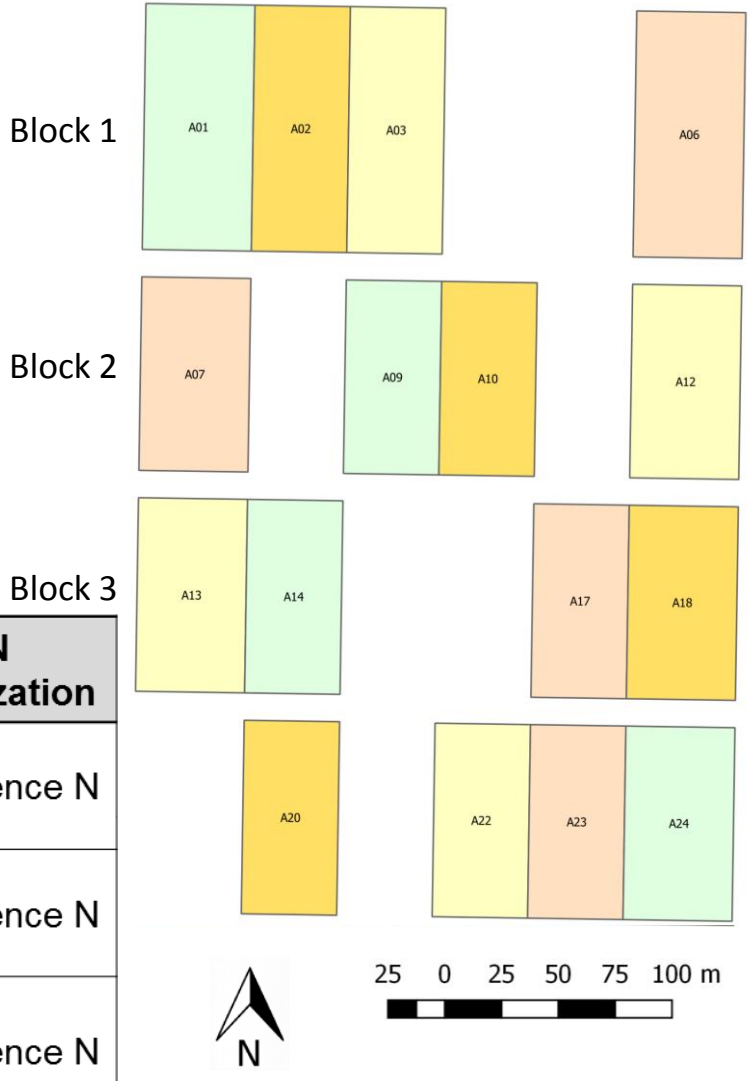 Block 1
A01 A02 A03 A06
Block 2
A07 A09 A10 A12
Block 3
A13 A14 A17 A18
A20 A22 A23 A24
N
zation
ence N
ence N
ence N
25 0 25 50 75 100 m
N